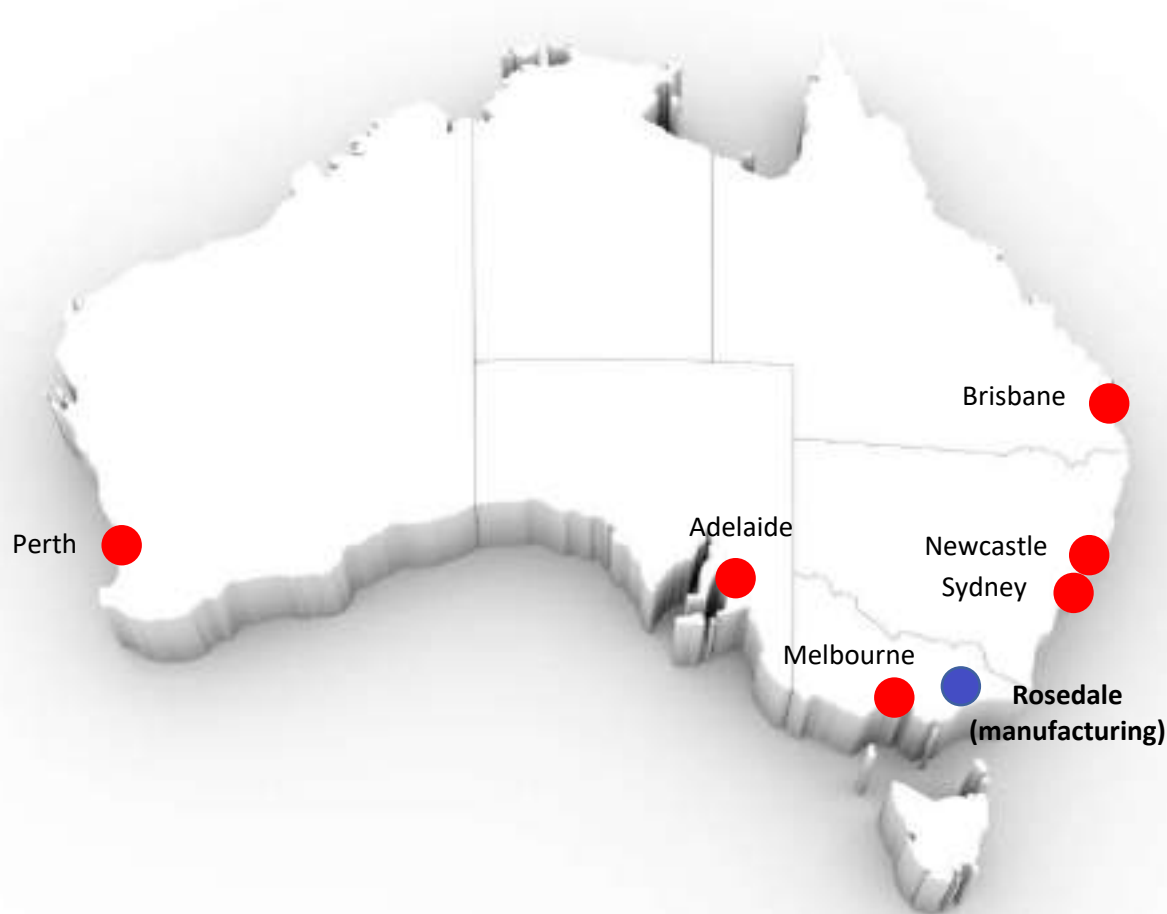 Brisbane
Adelaide
Perth
Newcastle
Sydney
Melbourne
Rosedale
(manufacturing)